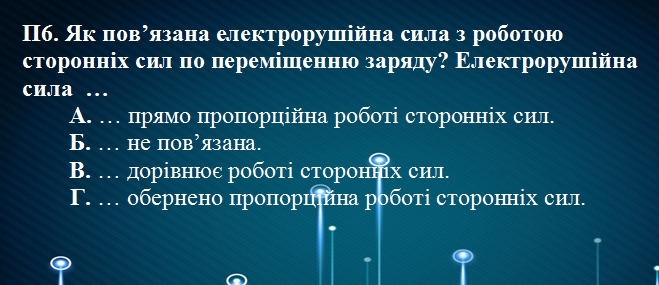 П6. Як пов’язана електрорушійна сила з роботою
сторонніх сил по переміщенню заряду? Електрорушійна
сила …
А. … прямо пропорційна роботі сторонніх сил.
Б. … не пов’язана.
В. … дорівнює роботі сторонніх сил.
Г. … обернено пропорційна роботі сторонніх сил.